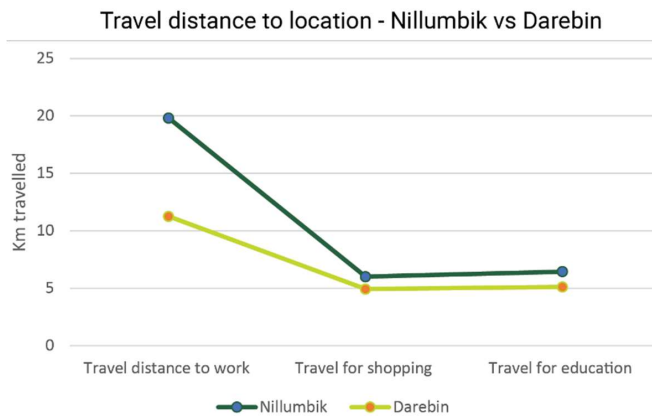 Travel distance to location - Nillumbik vs Darebin
25
20
15
10
5
0
Km travelled
Travel distance to work
Travel for shopping
Travel for education
Nillumbik
Darebin